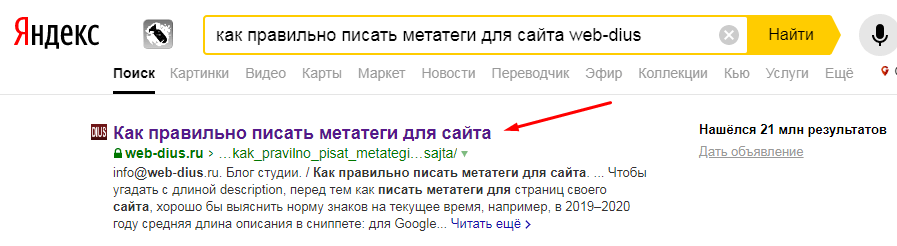 Яндекс
как правильно писать метатеги для сайта web-dius
Найти
Поиск Картинки Видео Карты Маркет Новости Переводчик Эфир Коллекции Кью Услуги Ещё
DIUS Как правильно писать метатеги для сайта
web-dius.ru › …kak_pravilno_pisat_metategi…sajta/
info@web-dius.ru. Блог студии. / Как правильно писать метатеги для сайта. ... Чтобы
угадать с длиной description, перед тем как писать метатеги для страниц своего
сайта, хорошо бы выяснить норму знаков на текущее время, например, в 2019–2020
году средняя длина описания в сниппете: для Google... Читать ещё ›
Нашёлся 21 млн результатов
Дать объявление